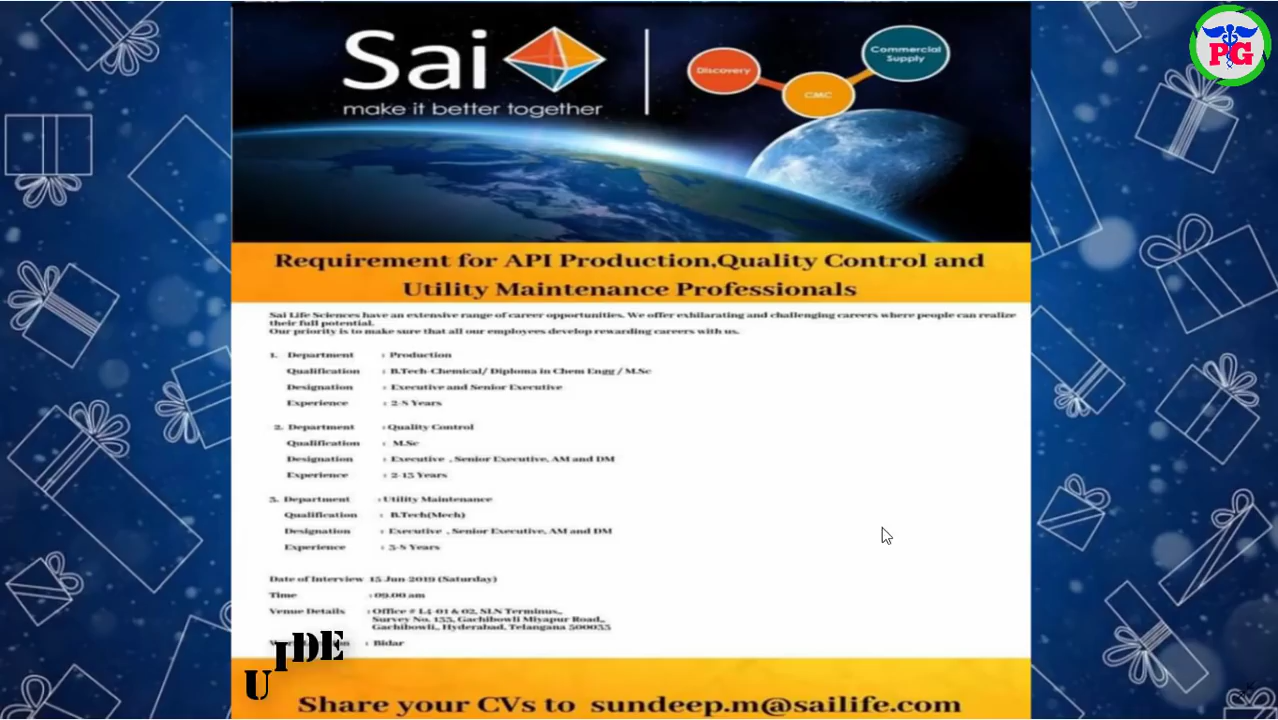 Sai
make it better together
Discovery
CMC
Commercial
Supply
PG
Requirement for API Production,Quality Control and
Utility Maintenance Professionals
Sai Life Sciences have an extensive range of career opportunities. We offer exhilarating and challenging careers where people can realize
their full potential.
Our priority is to make sure that all our employees develop rewarding careers with us.
1. Department : Production
Qualification : B.Tech-Chemical/ Diploma in Chem Engg / M.Sc
Designation : Executive and Senior Executive
Experience : 2-8 Years
2. Department : Quality Control
Qualification : M.Sc
Designation : Executive , Senior Executive, AM and DM
Experience : 2-13 Years
3. Department : Utility Maintenance
Qualification : B.Tech(Mech)
Designation : Executive , Senior Executive, AM and DM
Experience : 3-8 Years
Date of Interview 15-Jun-2019 (Saturday)
Time : 09.00 am
Venue Details : Office # L4-01 & 02, SLN Terminus,,
Survey No. 133, Gachibowli Miyapur Road,,
Gachibowli,, Hyderabad, Telangana 500033
: Bidar
UIDE
Share your CVs to sundeep.m@sailife.com